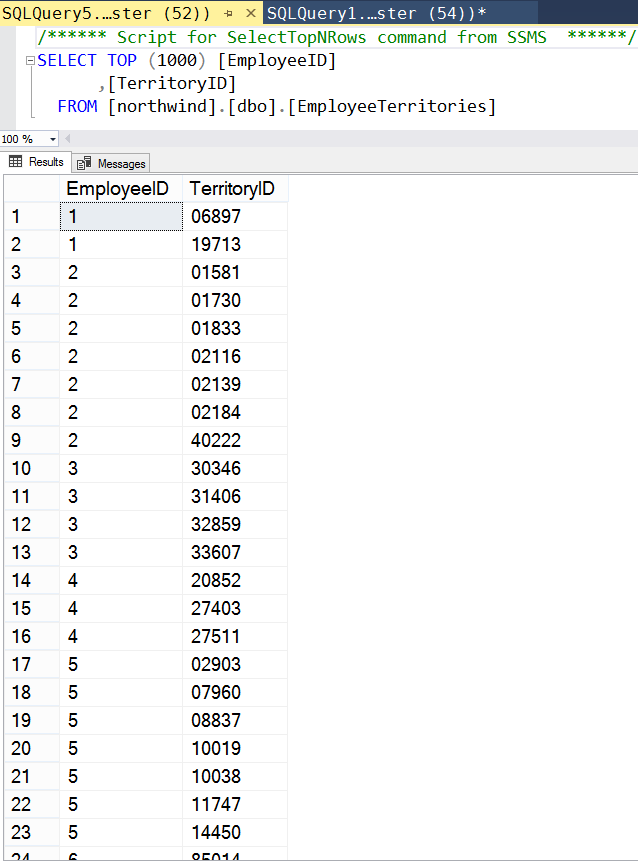 SQLQuery5....ster (52)) SQLQuery1....ster (54))*
/****** Script for SelectTopNRows command from SSMS ******/
SELECT TOP (1000) [EmployeeID]
,[TerritoryID]
FROM [northwind].[dbo].[EmployeeTerritories]
100 %
Results Messages
EmployeeID TerritoryID
1 1 06897
2 1 19713
3 2 01581
4 2 01730
5 2 01833
6 2 02116
7 2 02139
8 2 02184
9 2 40222
10 3 30346
11 3 31406
12 3 32859
13 3 33607
14 4 20852
15 4 27403
16 4 27511
17 5 02903
18 5 07960
19 5 08837
20 5 10019
21 5 10038
22 5 11747
23 5 14450
24 6 85014